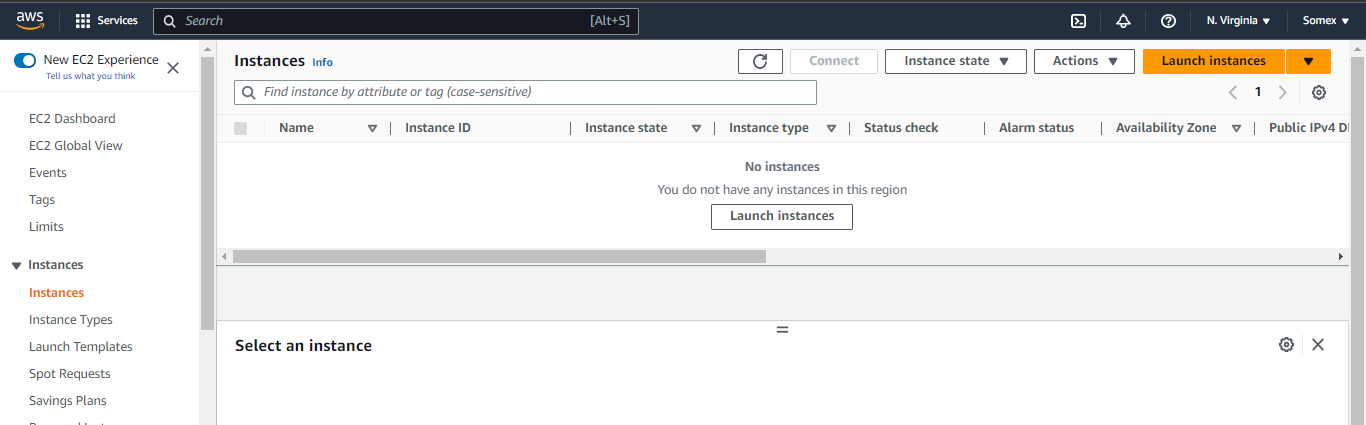 aws Services Search [Alt+S] N. Virginia Somex
New EC2 Experience
Tell us what you think
EC2 Dashboard
EC2 Global View
Events
Tags
Limits
Instances
Instances
Instance Types
Launch Templates
Spot Requests
Savings Plans
Instances Info Connect Instance state Actions Launch instances
Find instance by attribute or tag (case-sensitive) 1
Name Instance ID Instance state Instance type Status check Alarm status Availability Zone Public IPv4
No instances
You do not have any instances in this region
Launch instances
Select an instance